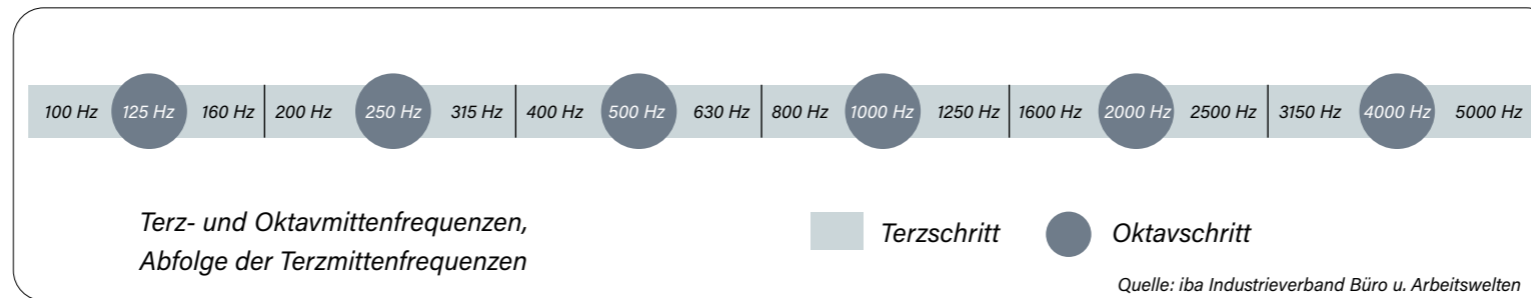 100 Hz 125 Hz 160 Hz 200 Hz 250 Hz 315 Hz 400 Hz 500 Hz 630 Hz 800 Hz 1000 Hz 1250 Hz 1600 Hz 2000 Hz 2500 Hz 3150 Hz 4000 Hz 5000 Hz
Terz- und Oktavmittenfrequenzen,
Abfolge der Terzmittenfrequenzen
Terzschritt Oktavschritt
Quelle: iba Industrieverband Büro u. Arbeitswelten